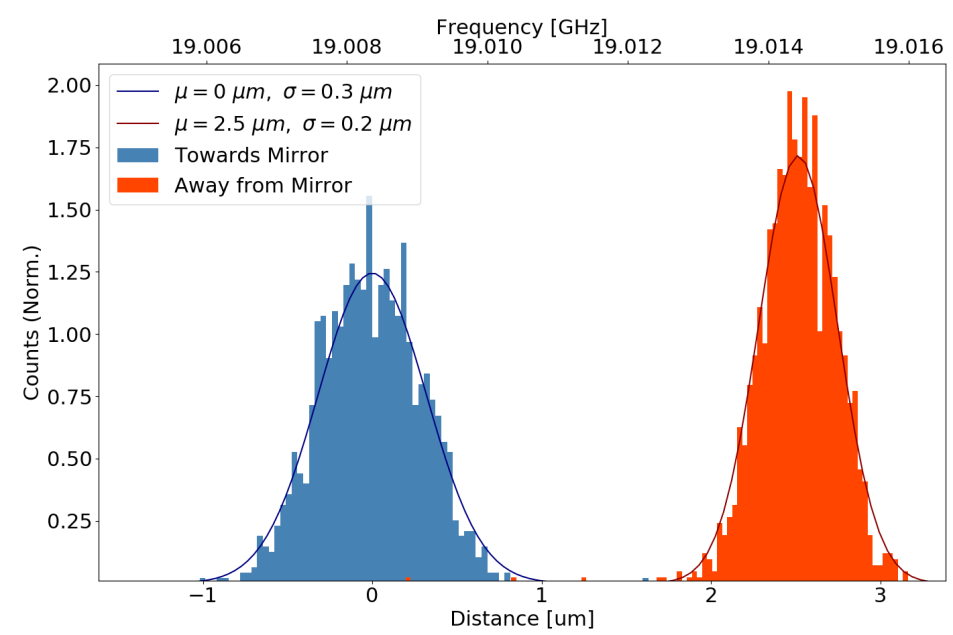 Frequency [GHz]
19.006 19.008 19.010 19.012 19.014 19.016
2.00
1.75
1.50
1.25
1.00
0.75
0.50
0.25
Counts (Norm.)
μ = 0 μm, σ = 0.3 μm
μ = 2.5 μm, σ = 0.2 μm
Towards Mirror
Away from Mirror
−1 0 1 2 3
Distance [um]